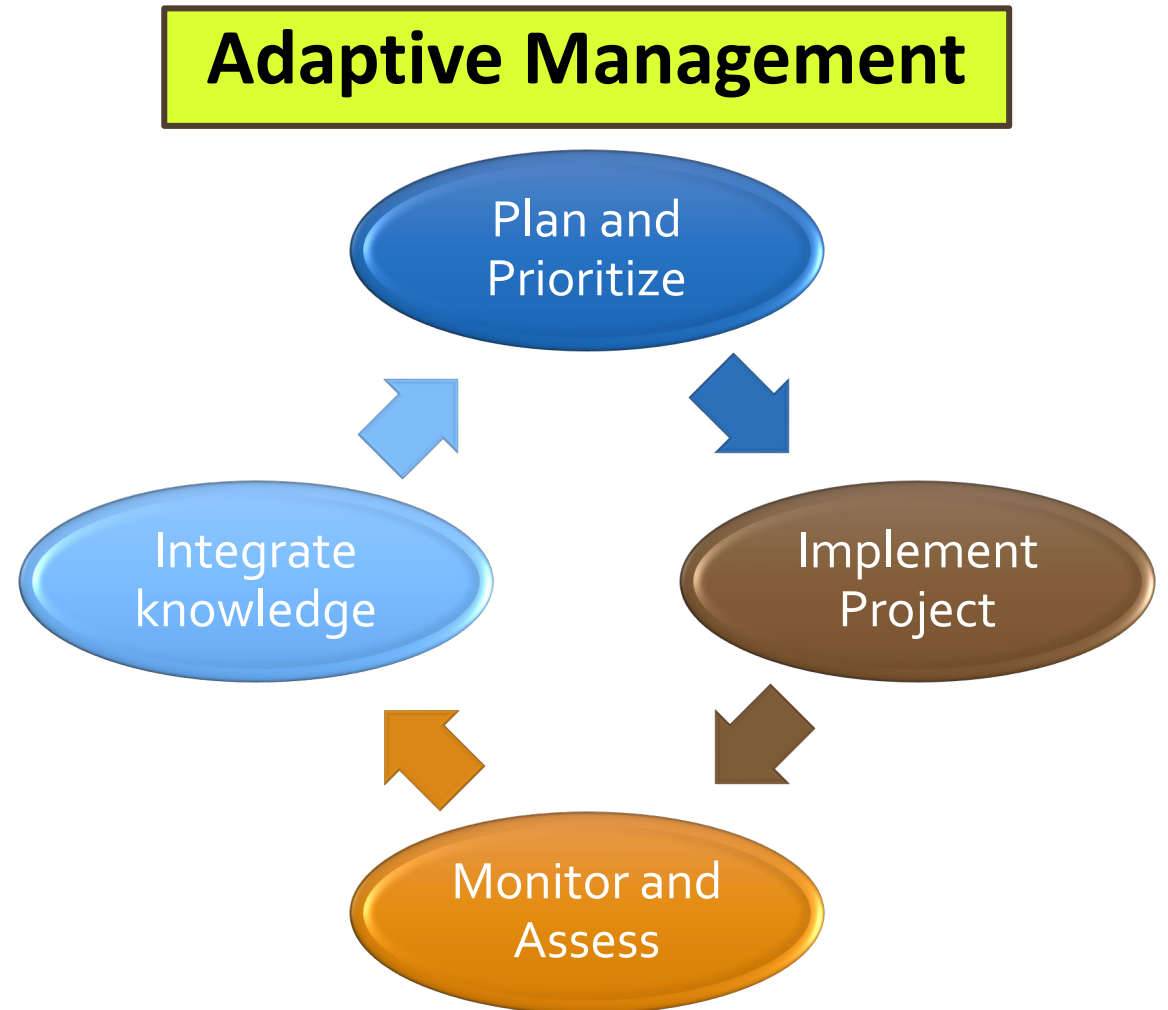 Adaptive Management
Plan and
Prioritize
Implement
Project
Monitor and
Assess
Integrate
knowledge